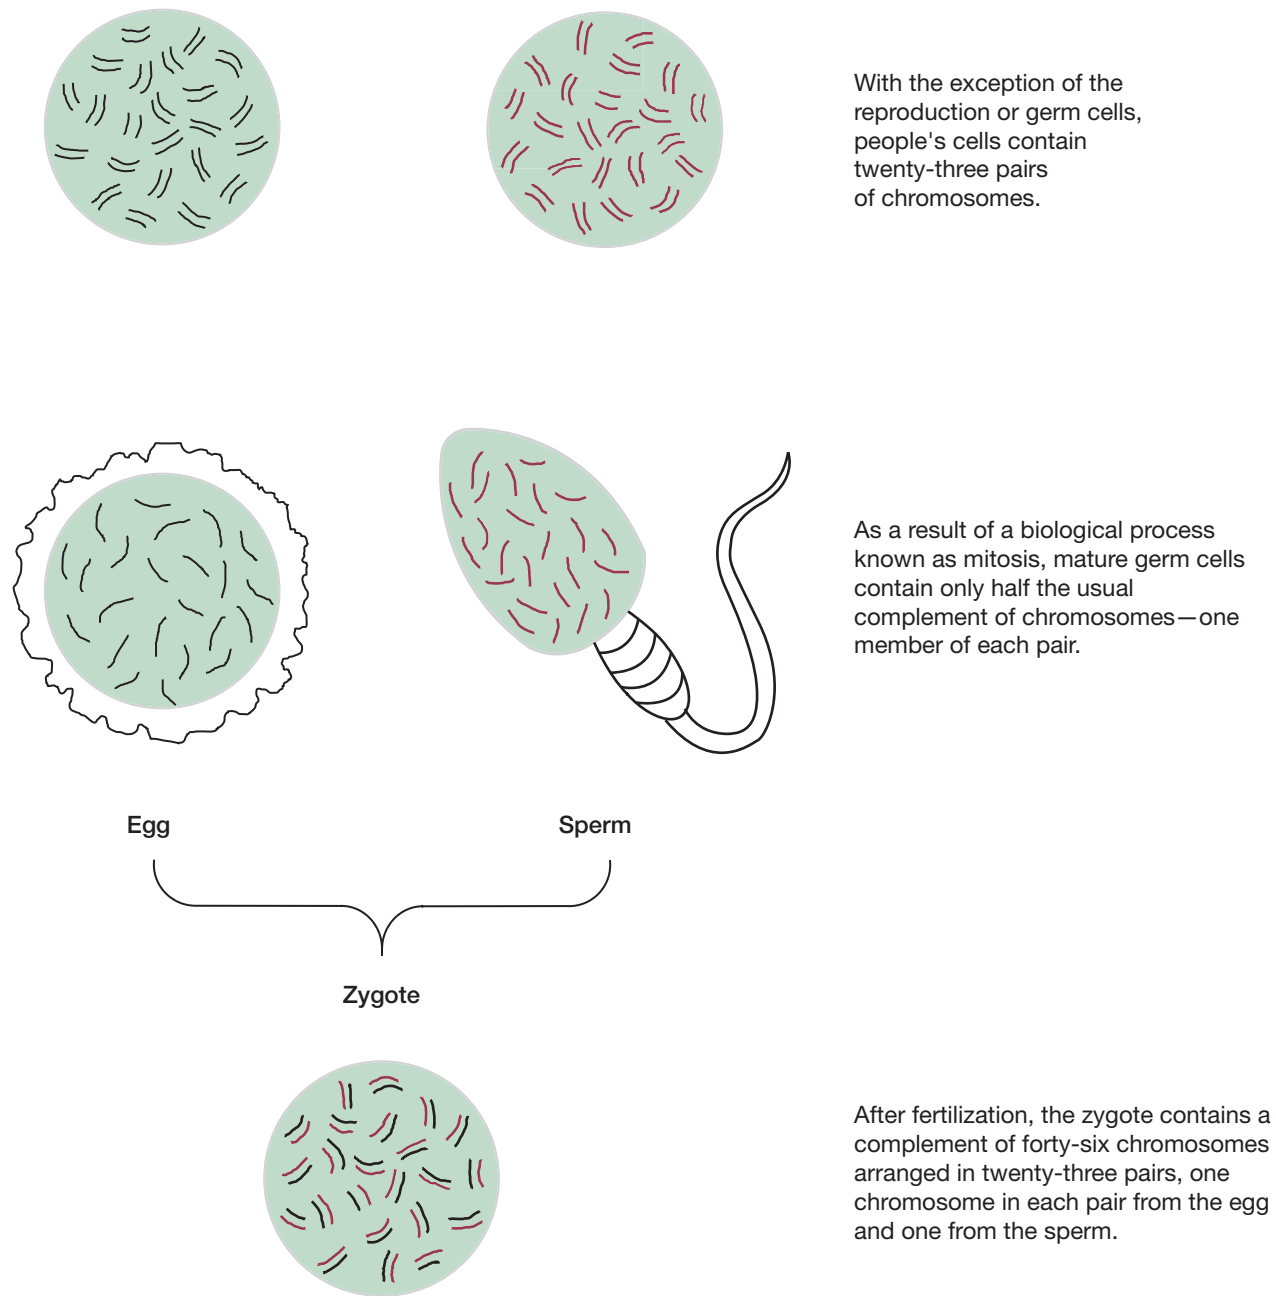 With the exception of the
reproduction or germ cells,
people's cells contain
twenty-three pairs
of chromosomes.
As a result of a biological process
known as mitosis, mature germ cells
contain only half the usual
complement of chromosomes—one
member of each pair.
Egg
Sperm
Zygote
After fertilization, the zygote contains a
complement of forty-six chromosomes
arranged in twenty-three pairs, one
chromosome in each pair from the egg
and one from the sperm.